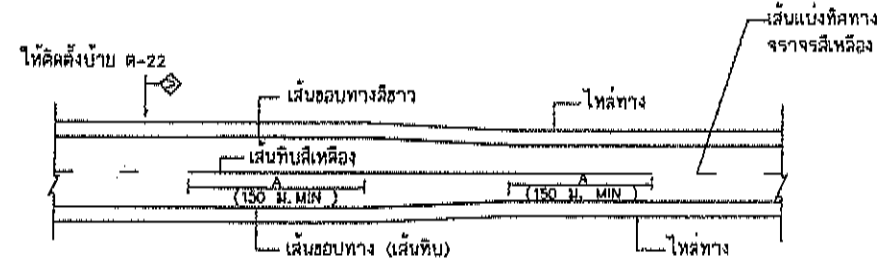 เส้นแบ่งทิศทาง
จราจรสีเหลือง
ให้ติดตั้งป้าย ต-22
เส้นขอบทางสีขาว
ไหล่ทาง
เส้นทึบสีเหลือง
A
(150 ม.MIN )
A
(150 ม. MIN )
เส้นขอบทาง (เส้นทึบ)
ไหล่ทาง